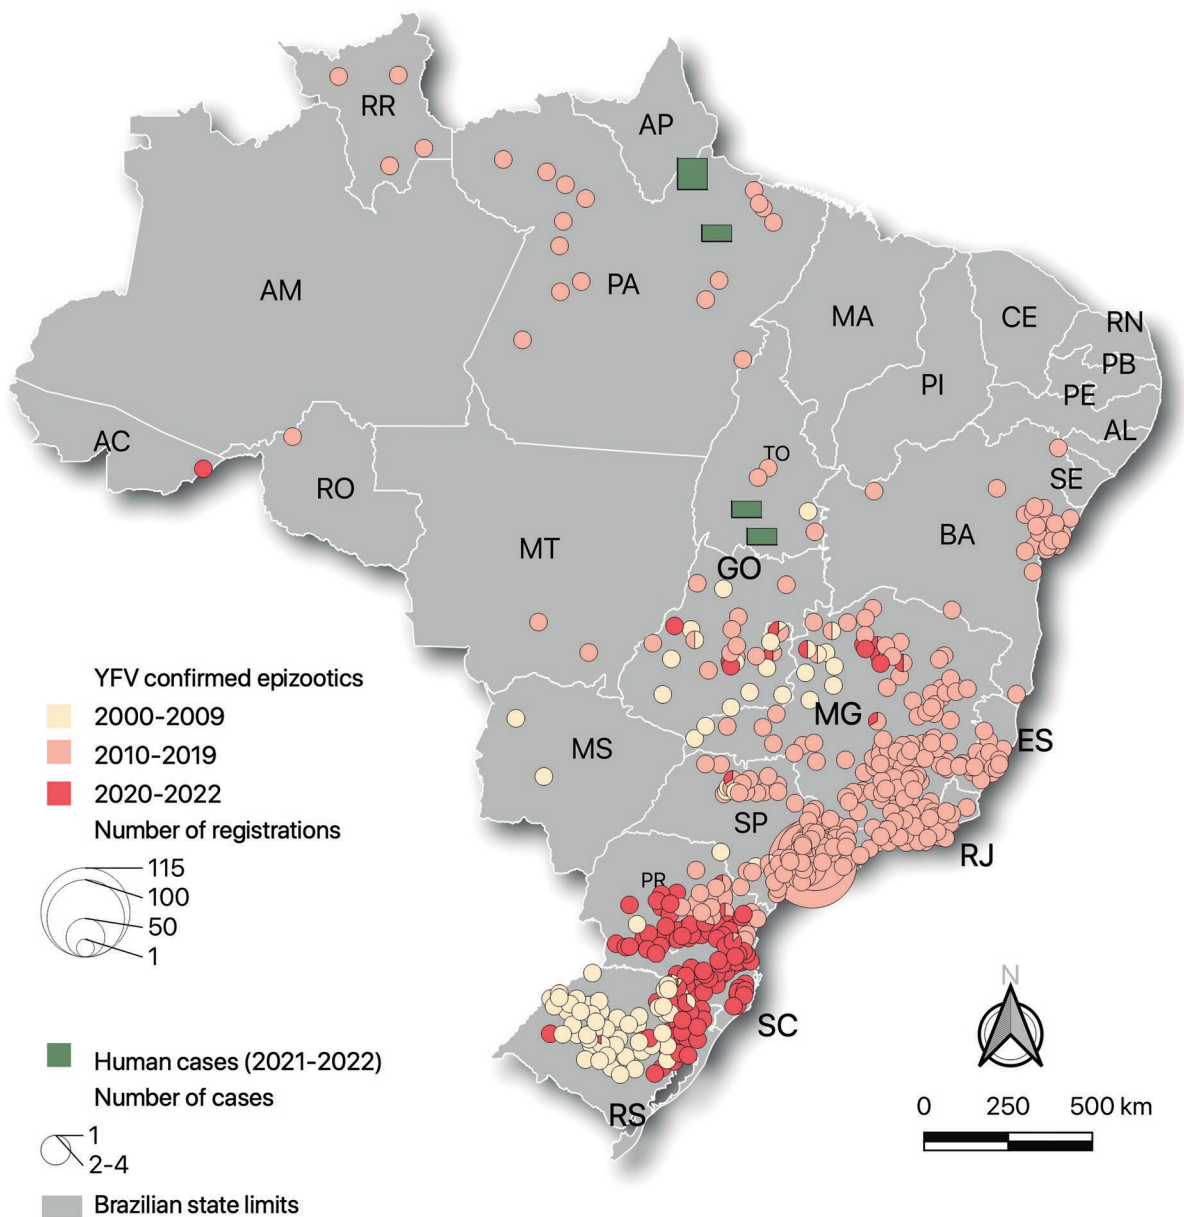 RR
AP
AM
PA
MA
CE
RN
PB
PI
PE
AC
AL
TO
SE
RO
BA
MT
GO
YFV confirmed epizootics
2000-2009
MG
2010-2019
MS
ES
2020-2022
Number of registrations
SP
RJ
115
PR
100
50
1
N
SC
Human cases (2021-2022)
Number of cases
RS
0 250 500 km
1
2-4
Brazilian state limits